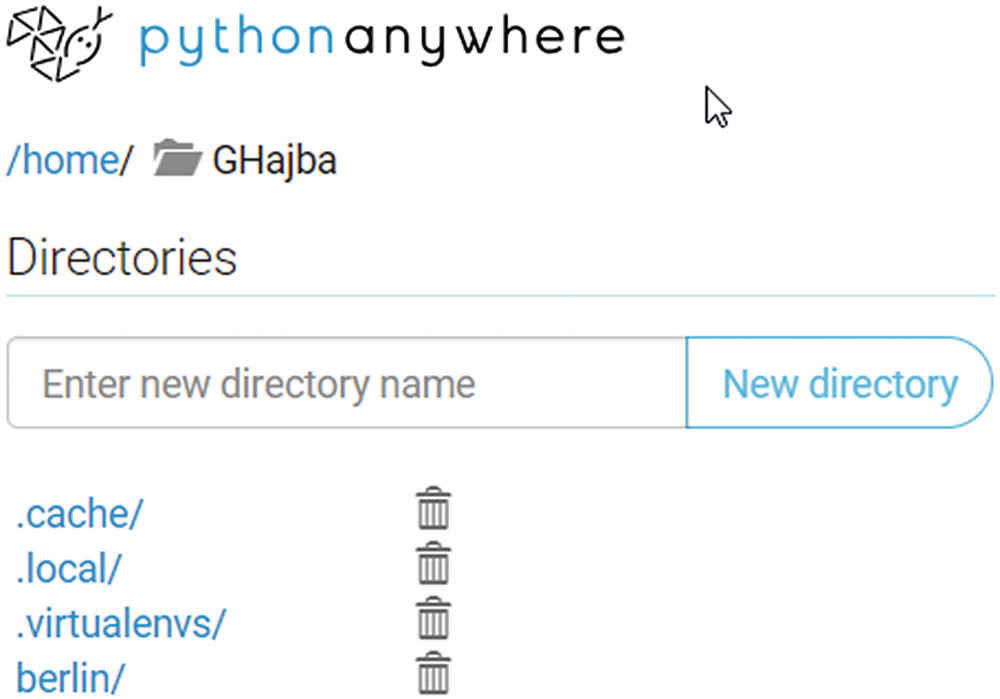 pythonanywhere
/home/ GHajba
Directories
Enter new directory name New directory
.cache/
.local/
.virtualenvs/
berlin/